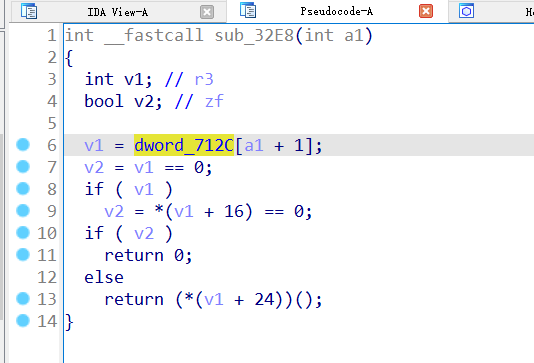 IDA View-A
Pseudocode-A
1 int __fastcall sub_32E8(int a1)
2 {
3 int v1; // r3
4 bool v2; // zf
5
6 v1 = dword_712C[a1 + 1];
7 v2 = v1 == 0;
8 if ( v1 )
9 v2 = *(v1 + 16) == 0;
10 if ( v2 )
11 return 0;
12 else
13 return (*(v1 + 24))();
14 }